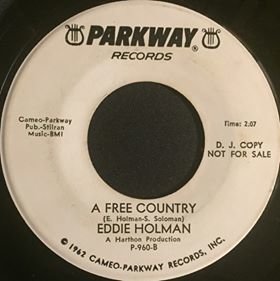 PARKWAY®
RECORDS
Cameo-Parkway
Pub.-Stilran
Music-BMI
Time: 2:07
D. J. COPY
NOT FOR SALE
A FREE COUNTRY
(E. Holman-S. Soloman)
EDDIE HOLMAN
A Harthon Production
P-960-B
©1962 CAMEO-PARKWAY RECORDS, INC.